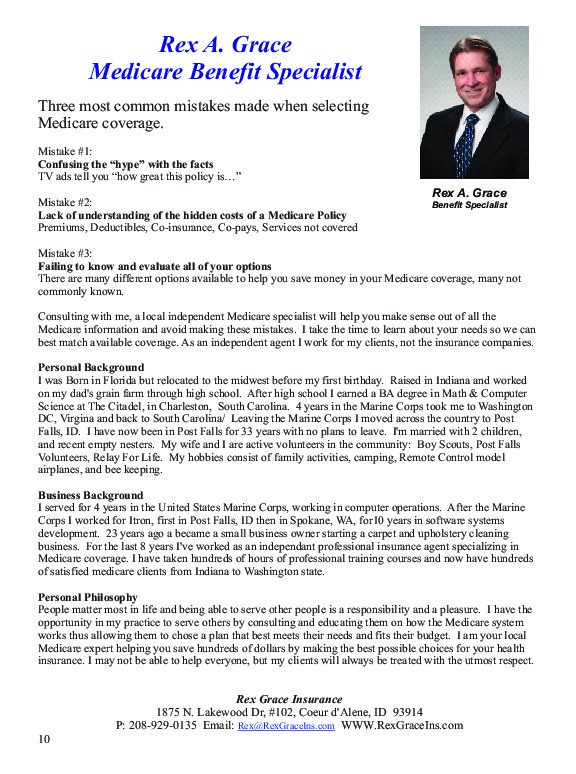 Rex A. Grace
Medicare Benefit Specialist
Three most common mistakes made when selecting
Medicare coverage.
Rex A. Grace
Benefit Specialist
Mistake #1:
Confusing the “hype” with the facts
TV ads tell you “how great this policy is…”
Mistake #2:
Lack of understanding of the hidden costs of a Medicare Policy
Premiums, Deductibles, Co-insurance, Co-pays, Services not covered
Mistake #3:
Failing to know and evaluate all of your options
There are many different options available to help you save money in your Medicare coverage, many not
commonly known.
Consulting with me, a local independent Medicare specialist will help you make sense out of all the
Medicare information and avoid making these mistakes.  I take the time to learn about your needs so we can
best match available coverage. As an independent agent I work for my clients, not the insurance companies.
Personal Background
I was Born in Florida but relocated to the midwest before my first birthday.  Raised in Indiana and worked
on my dad's grain farm through high school.  After high school I earned a BA degree in Math & Computer
Science at The Citadel, in Charleston,  South Carolina.  4 years in the Marine Corps took me to Washington
DC, Virgina and back to South Carolina/  Leaving the Marine Corps I moved across the country to Post
Falls, ID.  I have now been in Post Falls for 33 years with no plans to leave.  I'm married with 2 children,
and recent empty nesters.  My wife and I are active volunteers in the community:  Boy Scouts, Post Falls
Volunteers, Relay For Life.  My hobbies consist of family activities, camping, Remote Control model
airplanes, and bee keeping.
Business Background
I served for 4 years in the United States Marine Corps, working in computer operations.  After the Marine
Corps I worked for Itron, first in Post Falls, ID then in Spokane, WA, for10 years in software systems
development.  23 years ago a became a small business owner starting a carpet and upholstery cleaning
business.  For the last 8 years I've worked as an independant professional insurance agent specializing in
Medicare coverage. I have taken hundreds of hours of professional training courses and now have hundreds
of satisfied medicare clients from Indiana to Washington state.
Personal Philosophy
People matter most in life and being able to serve other people is a responsibility and a pleasure.  I have the
opportunity in my practice to serve others by consulting and educating them on how the Medicare system
works thus allowing them to chose a plan that best meets their needs and fits their budget.  I am your local
Medicare expert helping you save hundreds of dollars by making the best possible choices for your health
insurance. I may not be able to help everyone, but my clients will always be treated with the utmost respect.
Rex Grace Insurance
1875 N. Lakewood Dr, #102, Coeur d'Alene, ID  93914
P: 208-929-0135  Email: Rex@RexGraceIns.com  WWW.RexGraceIns.com
10